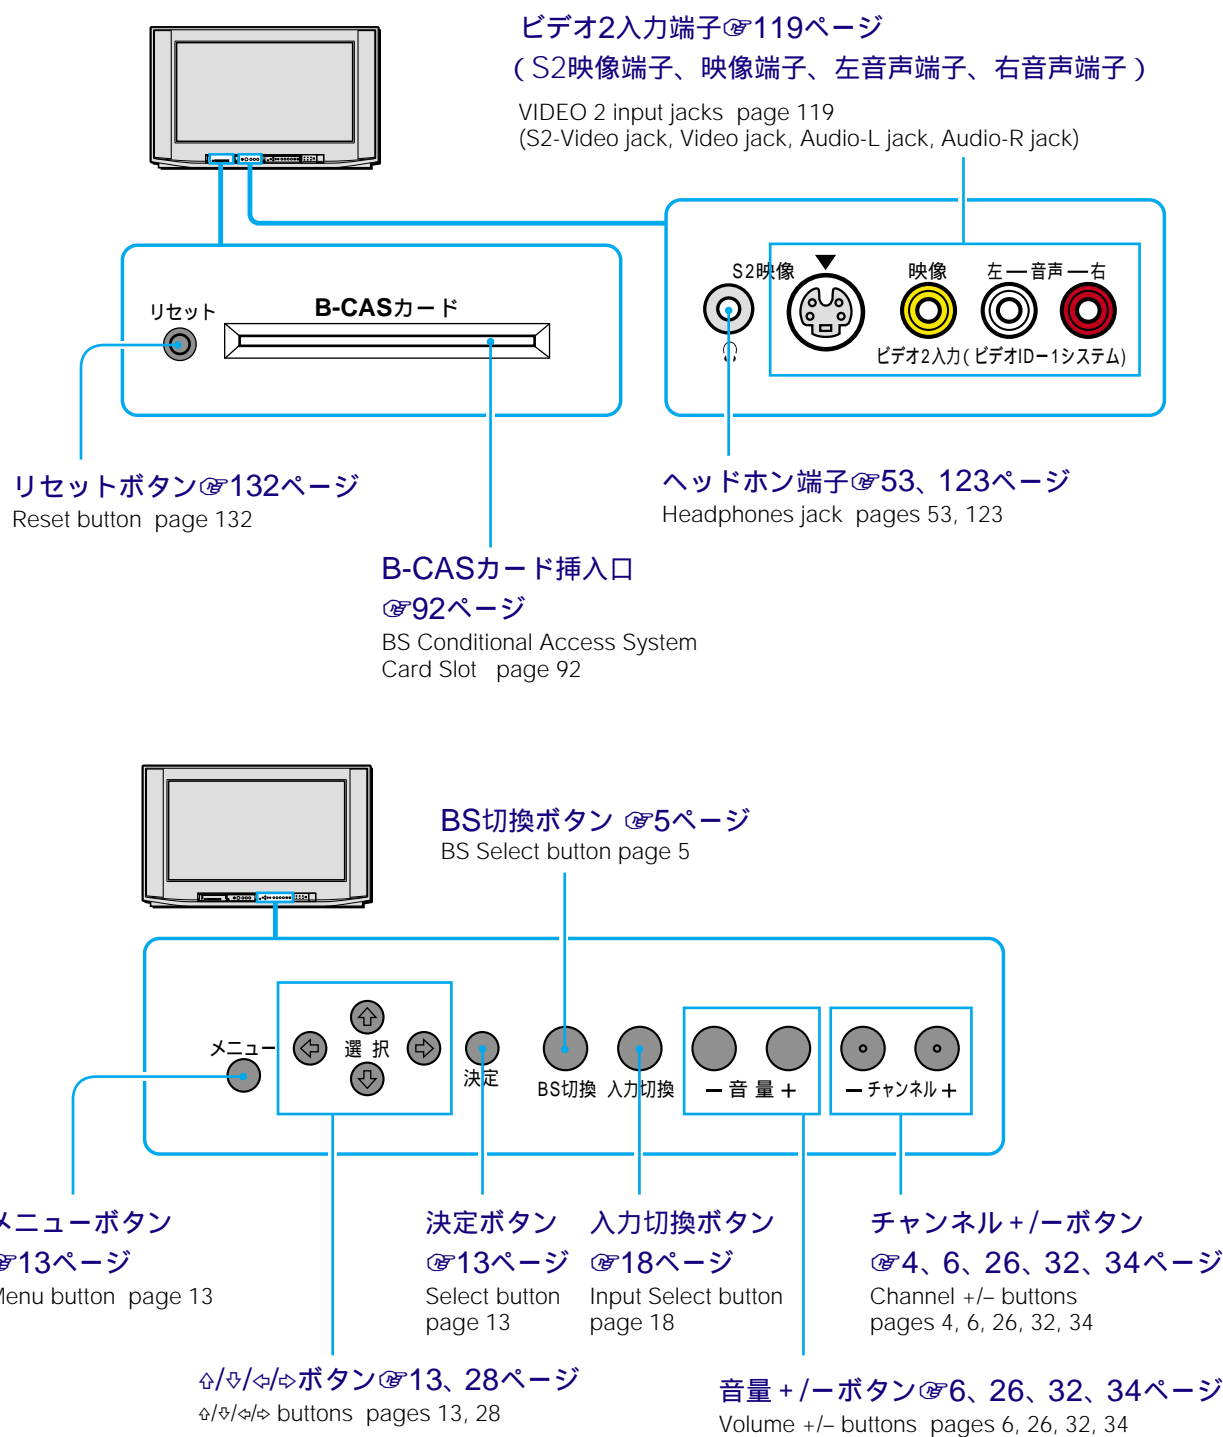 ビデオ2入力端子☞119ページ
（S2映像端子、映像端子、左音声端子、右音声端子）
VIDEO 2 input jacks page 119
(S2-Video jack, Video jack, Audio-L jack, Audio-R jack)
リセット
B-CASカード
S2映像
映像
左—音声—右
ビデオ2入力(ビデオID−1システム)
リセットボタン☞132ページ
Reset button page 132
ヘッドホン端子☞53、123ページ
Headphones jack pages 53, 123
B-CASカード挿入口
☞92ページ
BS Conditional Access System
Card Slot page 92
BS切換ボタン ☞5ページ
BS Select button page 5
メニュー
選択
決定
BS切換
入力切換
−音量+
−チャンネル+
メニューボタン
☞13ページ
Menu button page 13
決定ボタン
☞13ページ
Select button
page 13
入力切換ボタン
☞18ページ
Input Select button
page 18
チャンネル+/−ボタン
☞4、6、26、32、34ページ
Channel +/– buttons
pages 4, 6, 26, 32, 34
⇧/⇩/⇦/⇨ボタン☞13、28ページ
⇧/⇩/⇦/⇨ buttons pages 13, 28
音量+/−ボタン☞6、26、32、34ページ
Volume +/– buttons pages 6, 26, 32, 34